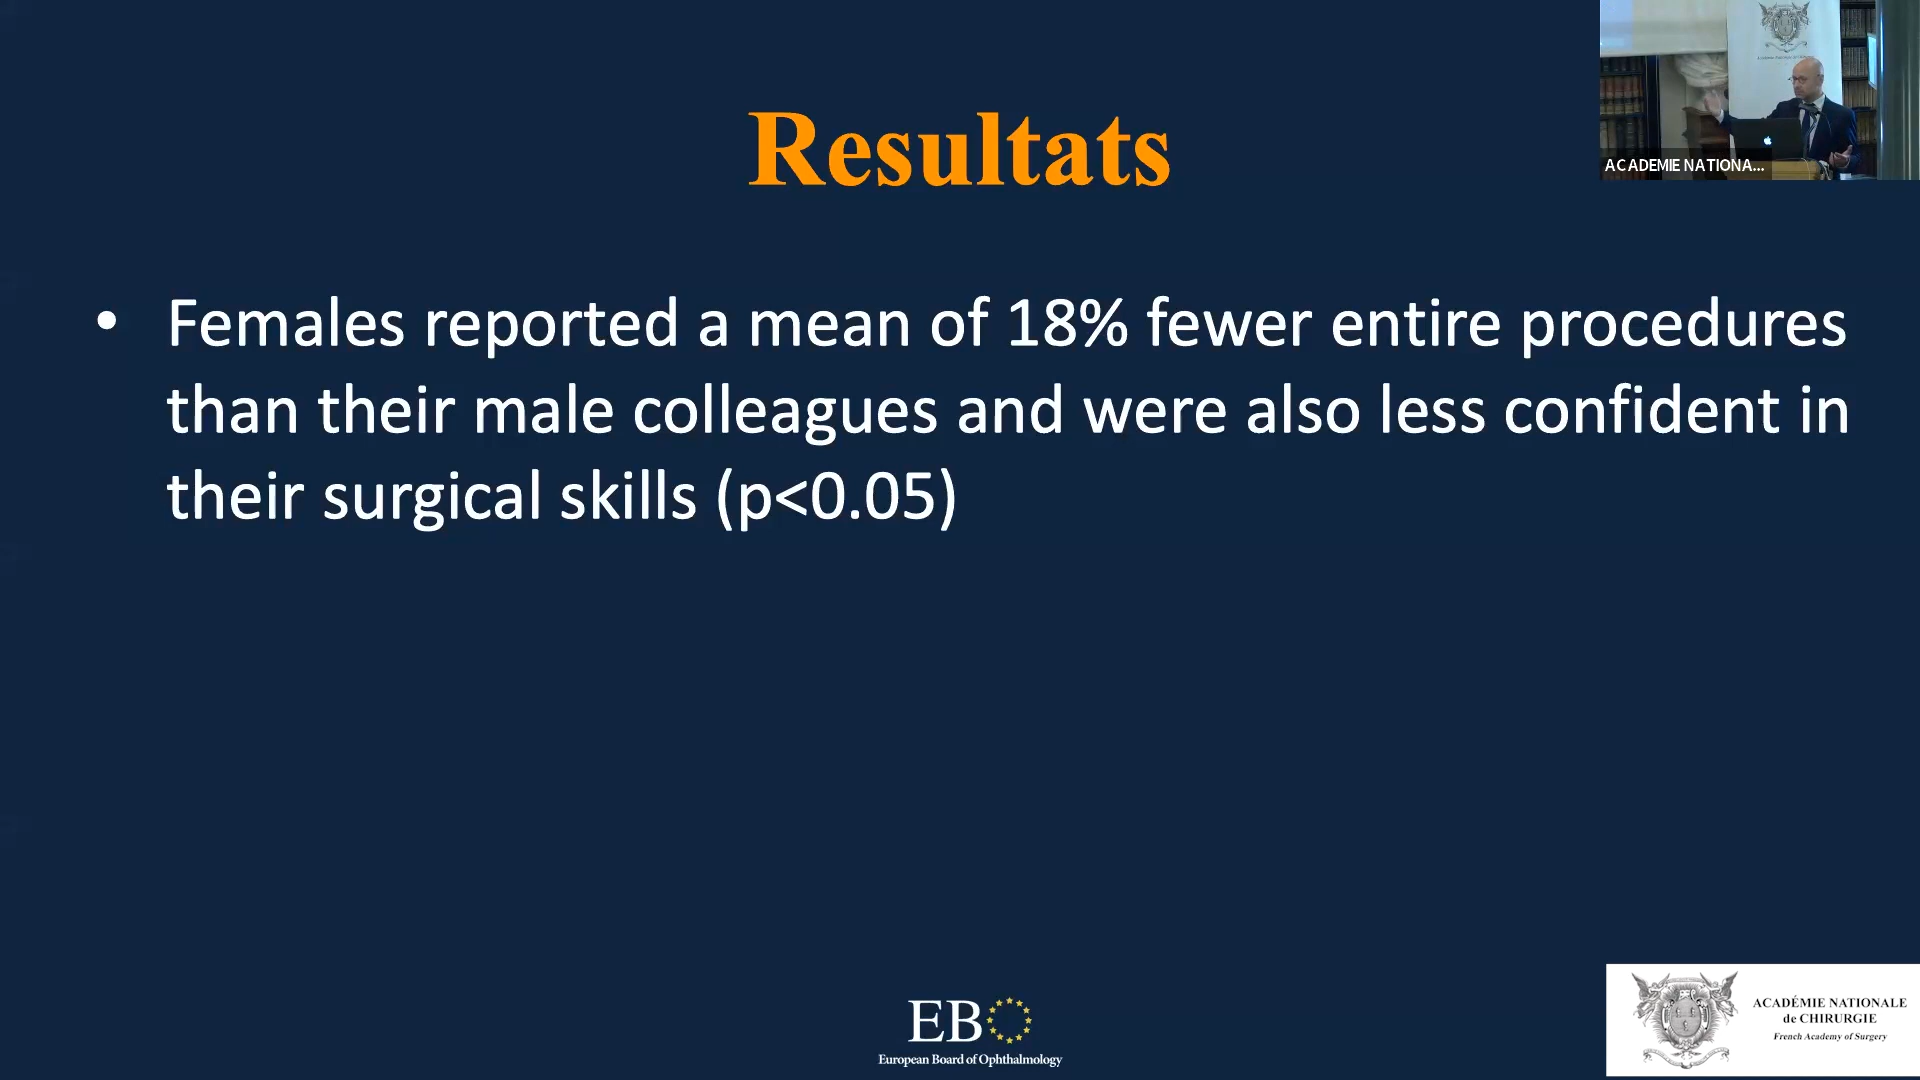 Resultats
• Females reported a mean of 18% fewer entire procedures
than their male colleagues and were also less confident in
their surgical skills (p<0.05)
ACADEMIE NATIONA...
EBO
European Board of Ophthalmology
ACADÉMIE NATIONALE
de CHIRURGIE
French Academy of Surgery